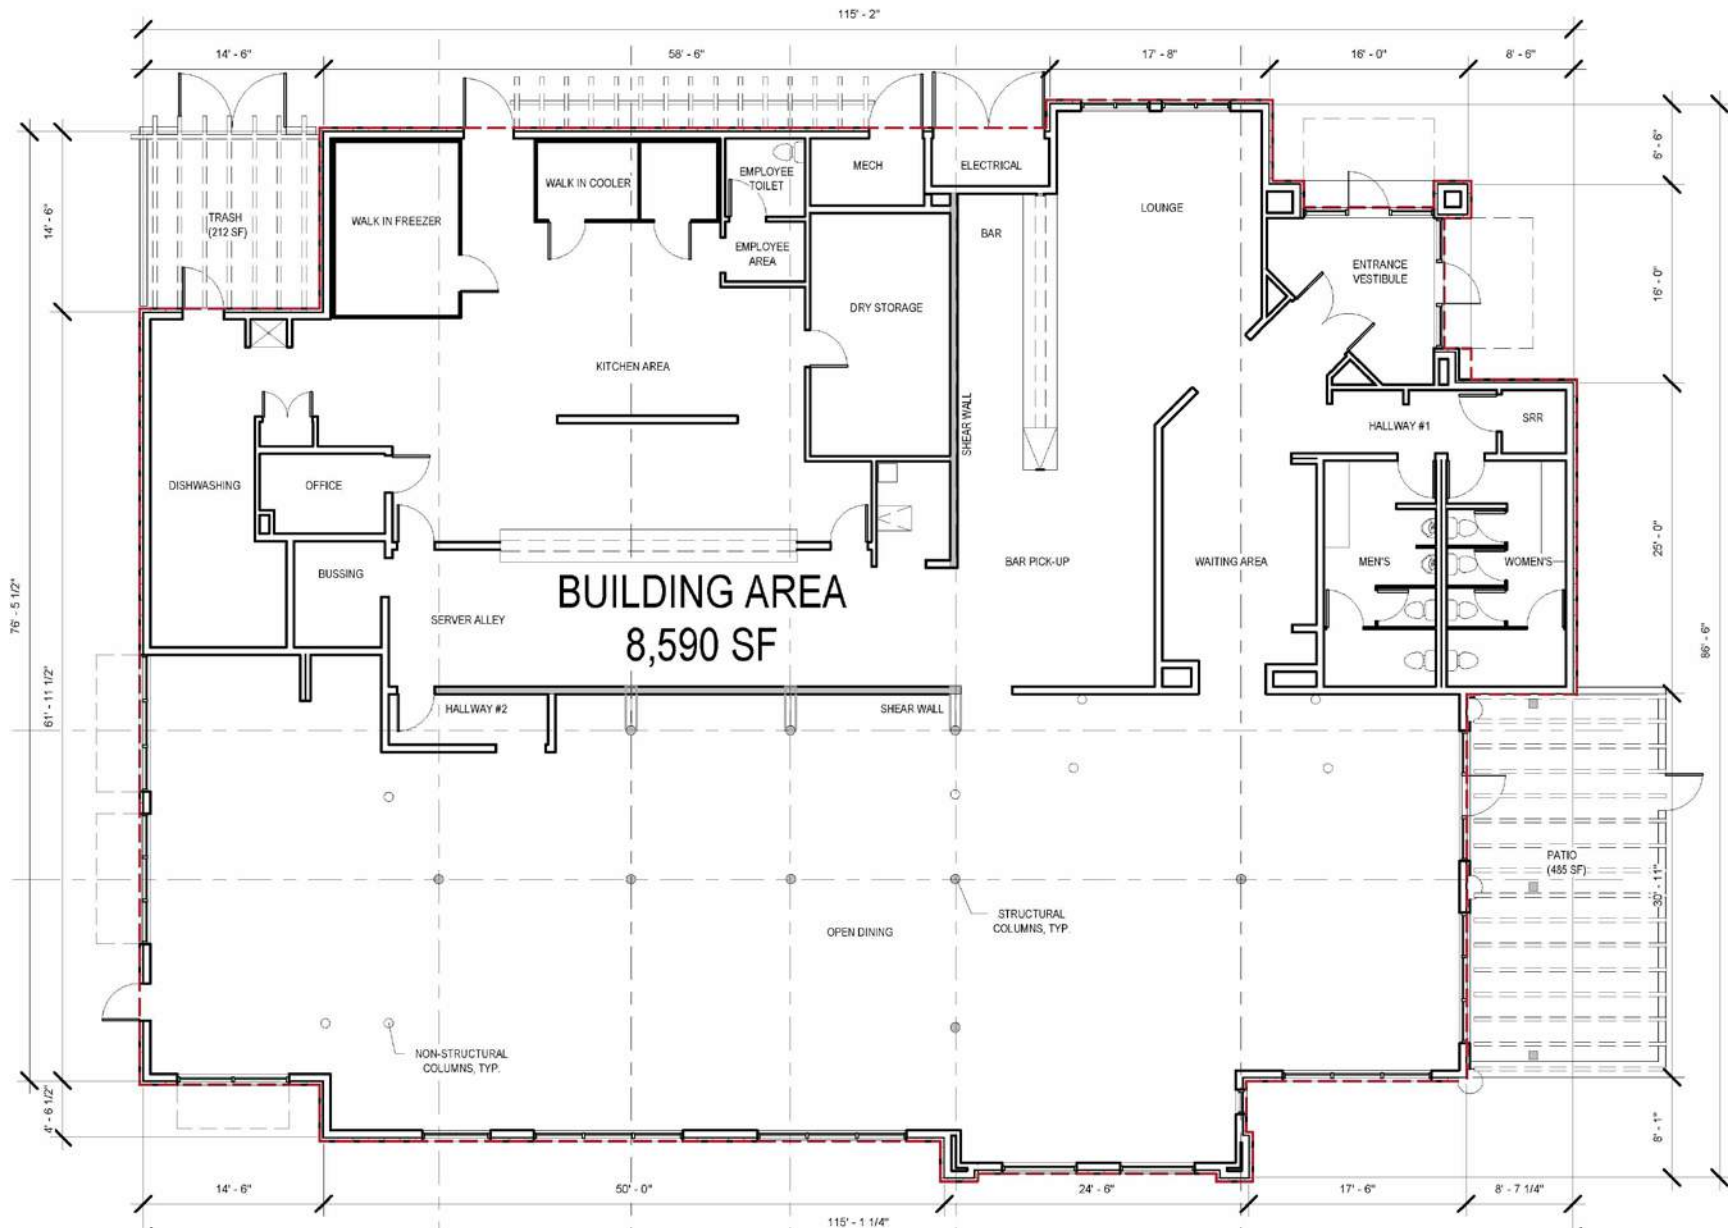 115' - 2"
14' - 6"
58' - 6"
17' - 8"
16' - 0"
8' - 6"
6' - 6"
MECH
ELECTRICAL
EMPLOYEE
TOILET
WALK IN COOLER
WALK IN FREEZER
TRASH
(212 SF)
14' - 6"
LOUNGE
BAR
EMPLOYEE
AREA
ENTRANCE
VESTIBULE
16' - 0"
DRY STORAGE
KITCHEN AREA
SHEAR WALL
HALLWAY #1
SRR
DISHWASHING
OFFICE
25' - 0"
BUSSING
BAR PICK-UP
WAITING AREA
MEN'S
WOMEN'S
BUILDING AREA
8,590 SF
SERVER ALLEY
76' - 5 1/2"
61' - 11 1/2"
86' - 6"
HALLWAY #2
SHEAR WALL
PATIO
(485 SF)
30' - 11"
STRUCTURAL
COLUMNS, TYP.
OPEN DINING
NON-STRUCTURAL
COLUMNS, TYP.
4' - 6 1/2"
8' - 1"
14' - 6"
50' - 0"
24' - 6"
17' - 6"
8' - 7 1/4"
115' - 1 1/4"